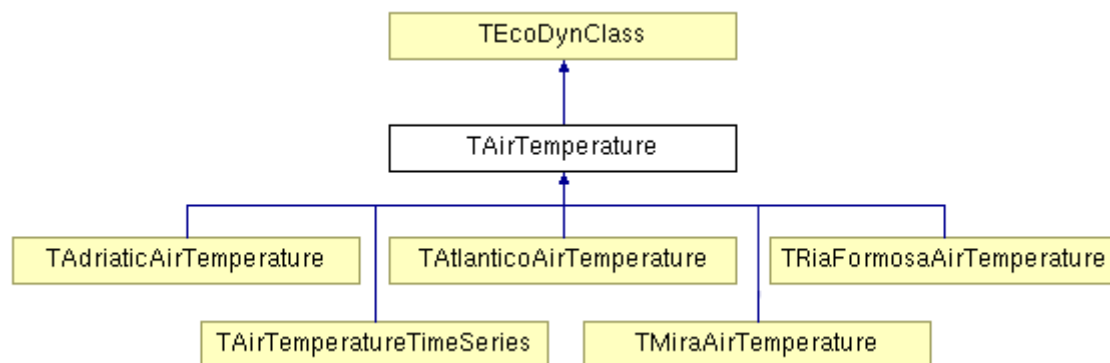 TEcoDynClass
TAirTemperature
TAdriaticAirTemperature
TAtlanticoAirTemperature
TRiaFormosaAirTemperature
TAirTemperatureTimeSeries
TMiraAirTemperature